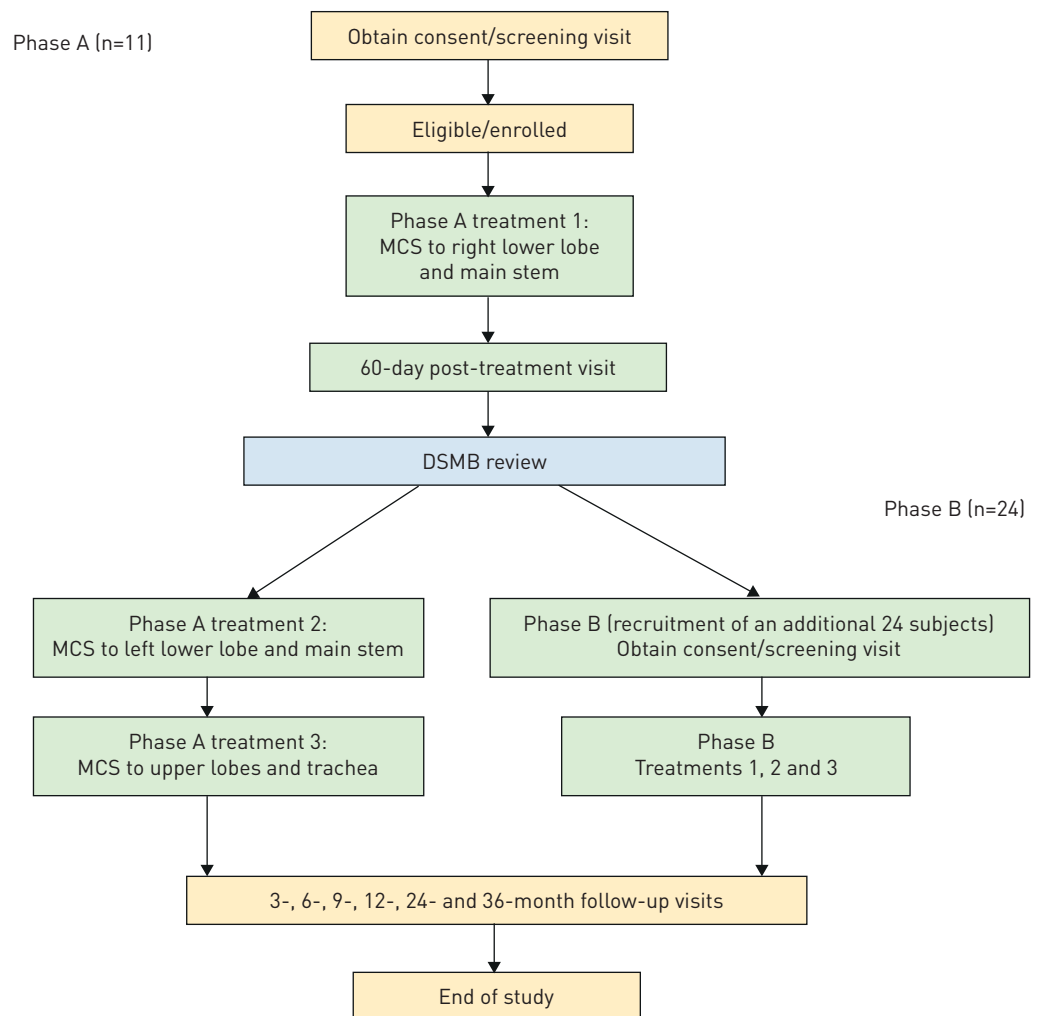 Phase A (n=11)
Obtain consent/screening visit
Eligible/enrolled
Phase A treatment 1:
MCS to right lower lobe
and main stem
60-day post-treatment visit
DSMB review
Phase B (n=24)
Phase A treatment 2:
MCS to left lower lobe and main stem
Phase B (recruitment of an additional 24 subjects)
Obtain consent/screening visit
Phase A treatment 3:
MCS to upper lobes and trachea
Phase B
Treatments 1, 2 and 3
3-, 6-, 9-, 12-, 24- and 36-month follow-up visits
End of study